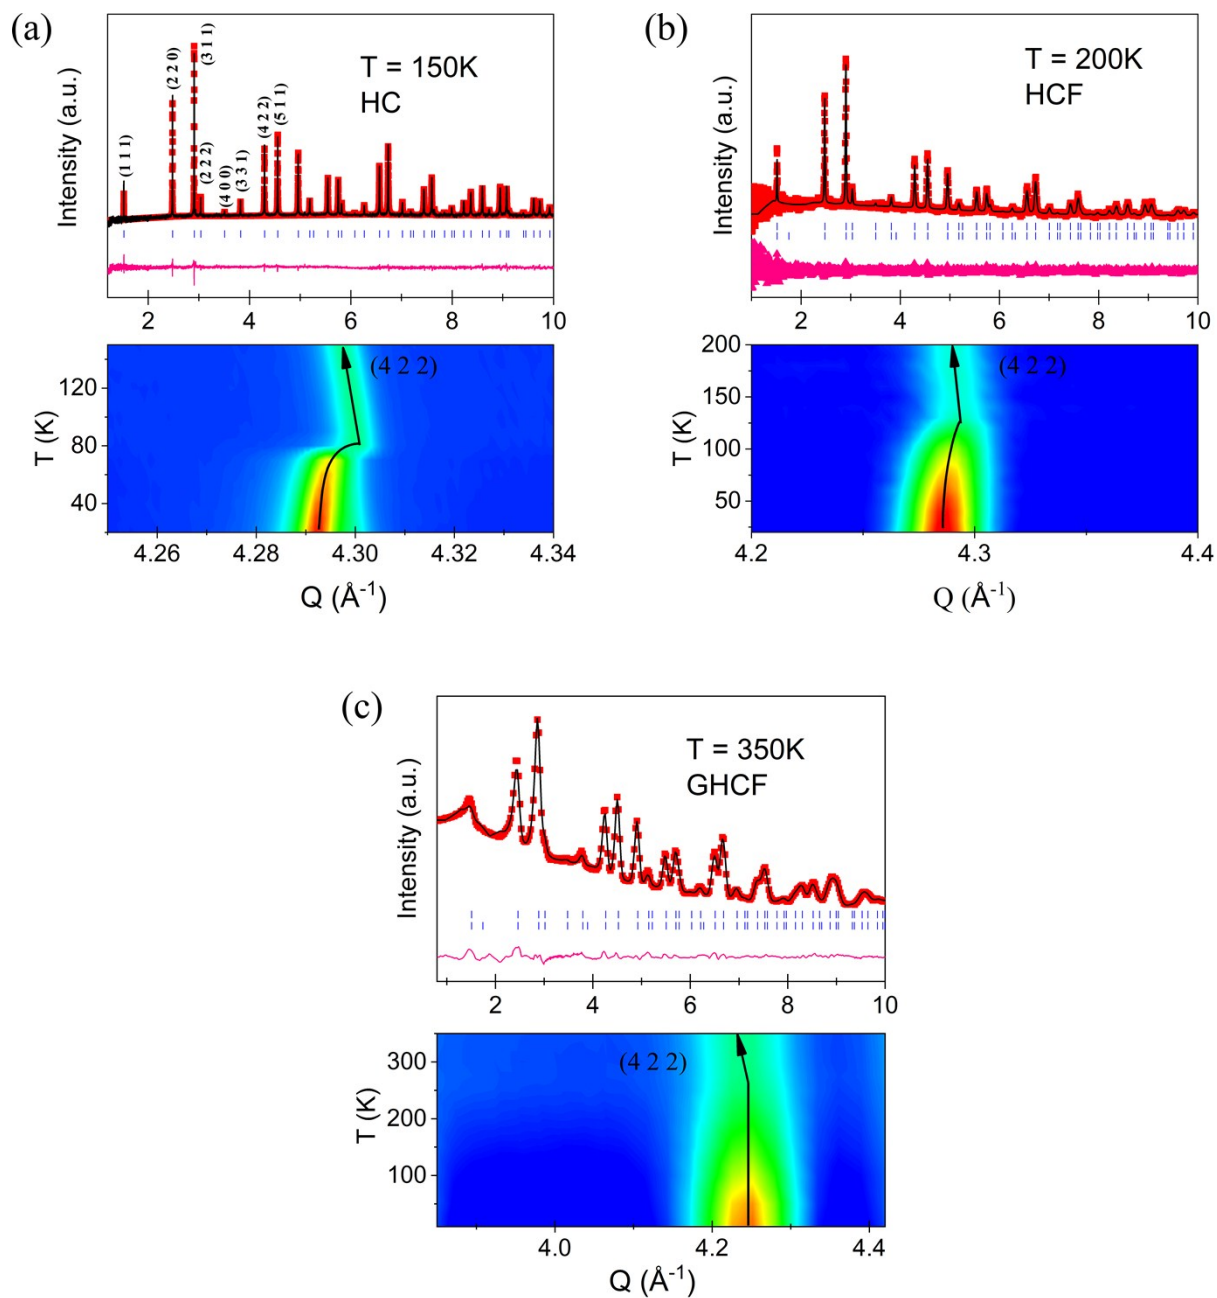 (a)
Intensity (a.u.)
(1 1 1)
(2 2 0)
(3 1 1)
(2 2 2)
(4 0 0)
(3 3 1)
(4 2 2)
(5 1 1)
T = 150K
HC
2 4 6 8 10
T (K)
120
80
40
(4 2 2)
4.26 4.28 4.30 4.32 4.34
Q (Å-1)
(b)
Intensity (a.u.)
T = 200K
HCF
2 4 6 8 10
T (K)
200
175
150
125
100
75
50
25
(4 2 2)
4.2 4.3 4.4
Q (Å-1)
(c)
Intensity (a.u.)
T = 350K
GHCF
2 4 6 8 10
T (K)
300
200
100
(4 2 2)
4.0 4.2 4.4
Q (Å-1)